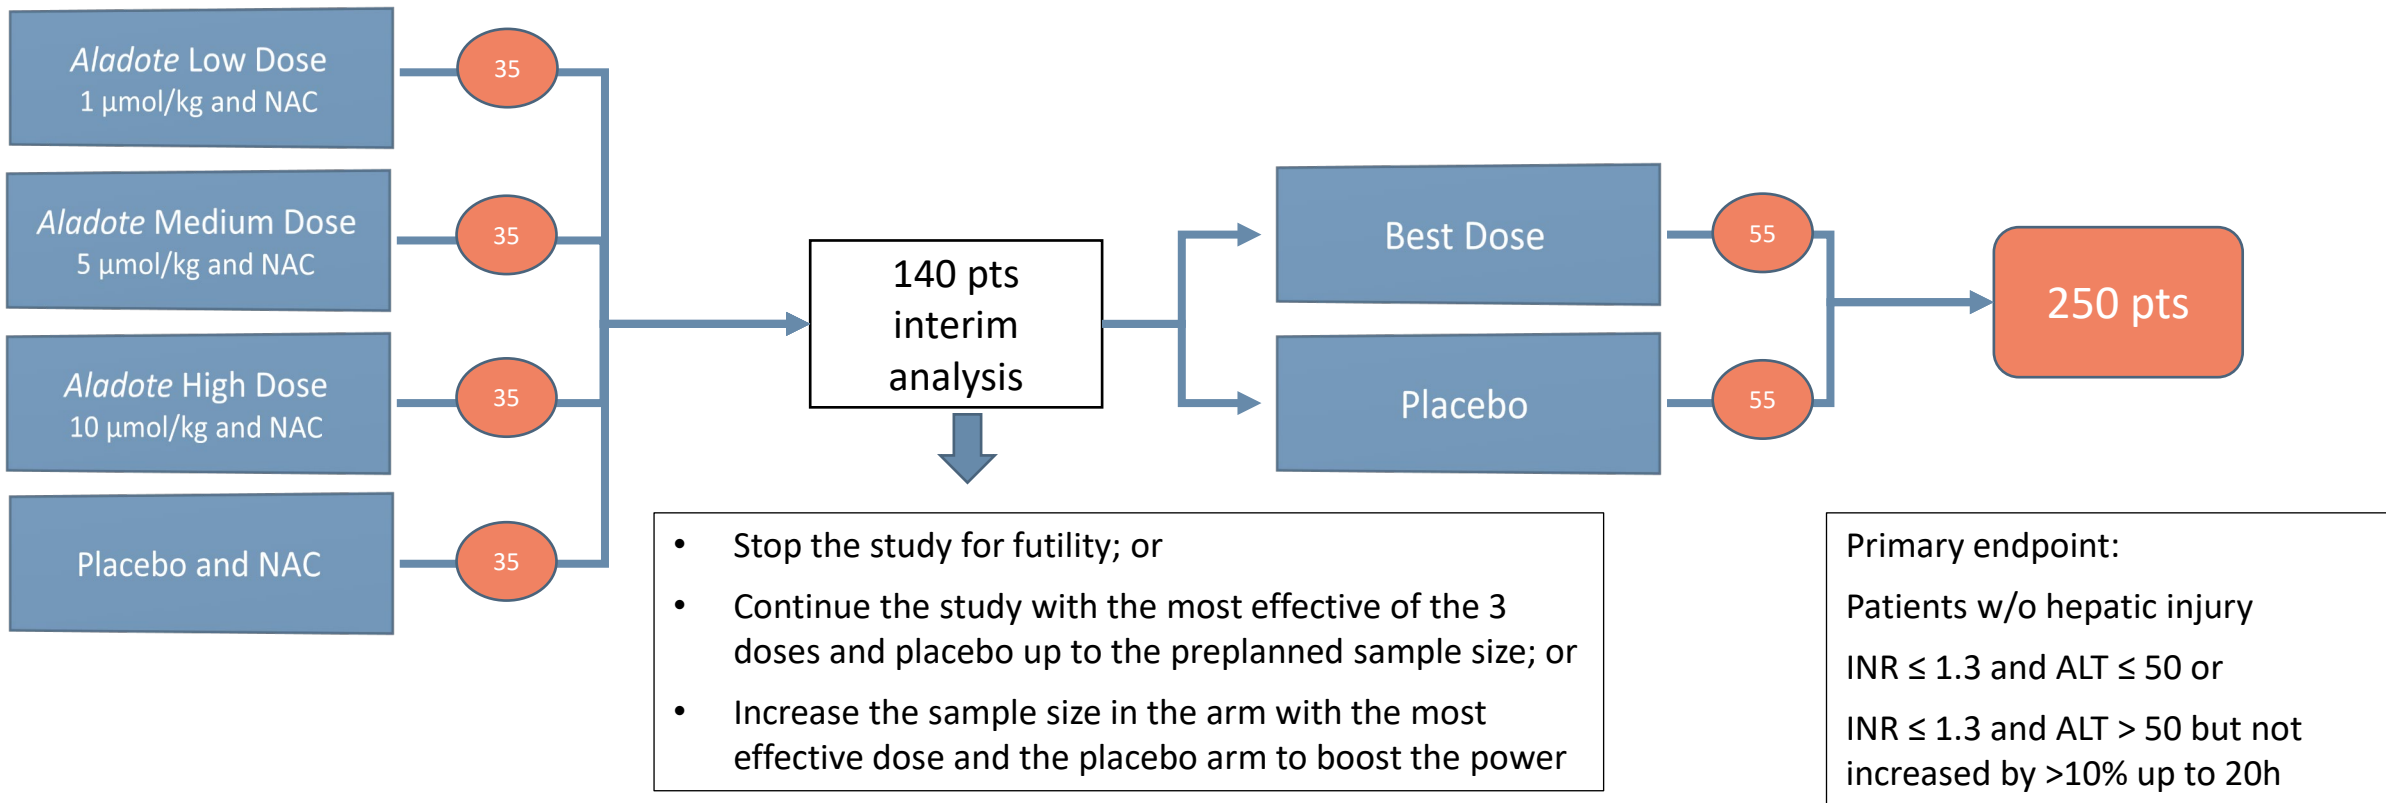 Aladote Low Dose
1 µmol/kg and NAC
35
Aladote Medium Dose
5 µmol/kg and NAC
35
Aladote High Dose
10 µmol/kg and NAC
35
Placebo and NAC
35
140 pts
interim
analysis
Best Dose
55
Placebo
55
250 pts
• Stop the study for futility; or
• Continue the study with the most effective of the 3
doses and placebo up to the preplanned sample size; or
• Increase the sample size in the arm with the most
effective dose and the placebo arm to boost the power
Primary endpoint:
Patients w/o hepatic injury
INR ≤ 1.3 and ALT ≤ 50 or
INR ≤ 1.3 and ALT > 50 but not
increased by >10% up to 20h